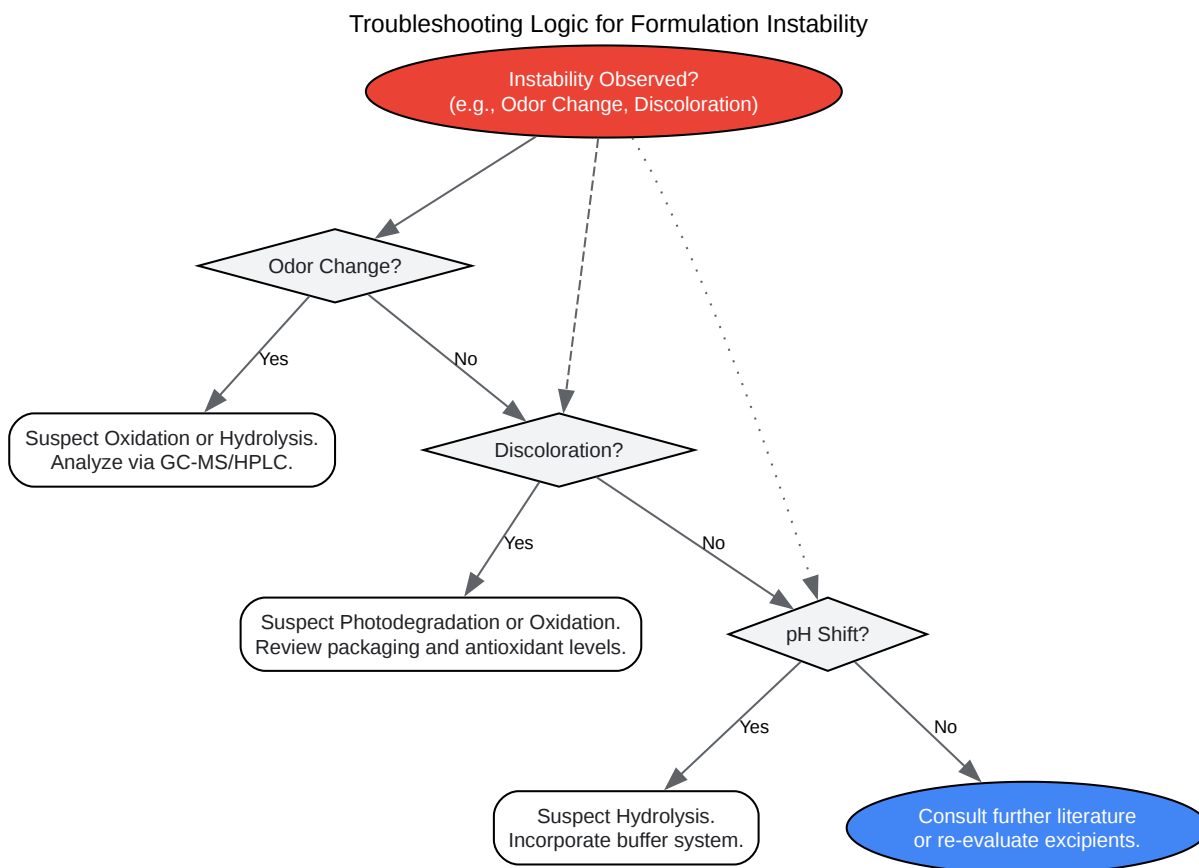 Troubleshooting Logic for Formulation Instability
Instability Observed?
(e.g., Odor Change, Discoloration)
Odor Change?
Yes
No
Suspect Oxidation or Hydrolysis.
Analyze via GC-MS/HPLC.
Discoloration?
Yes
No
Suspect Photodegradation or Oxidation.
Review packaging and antioxidant levels.
pH Shift?
Yes
No
Suspect Hydrolysis.
Incorporate buffer system.
Consult further literature
or re-evaluate excipients.